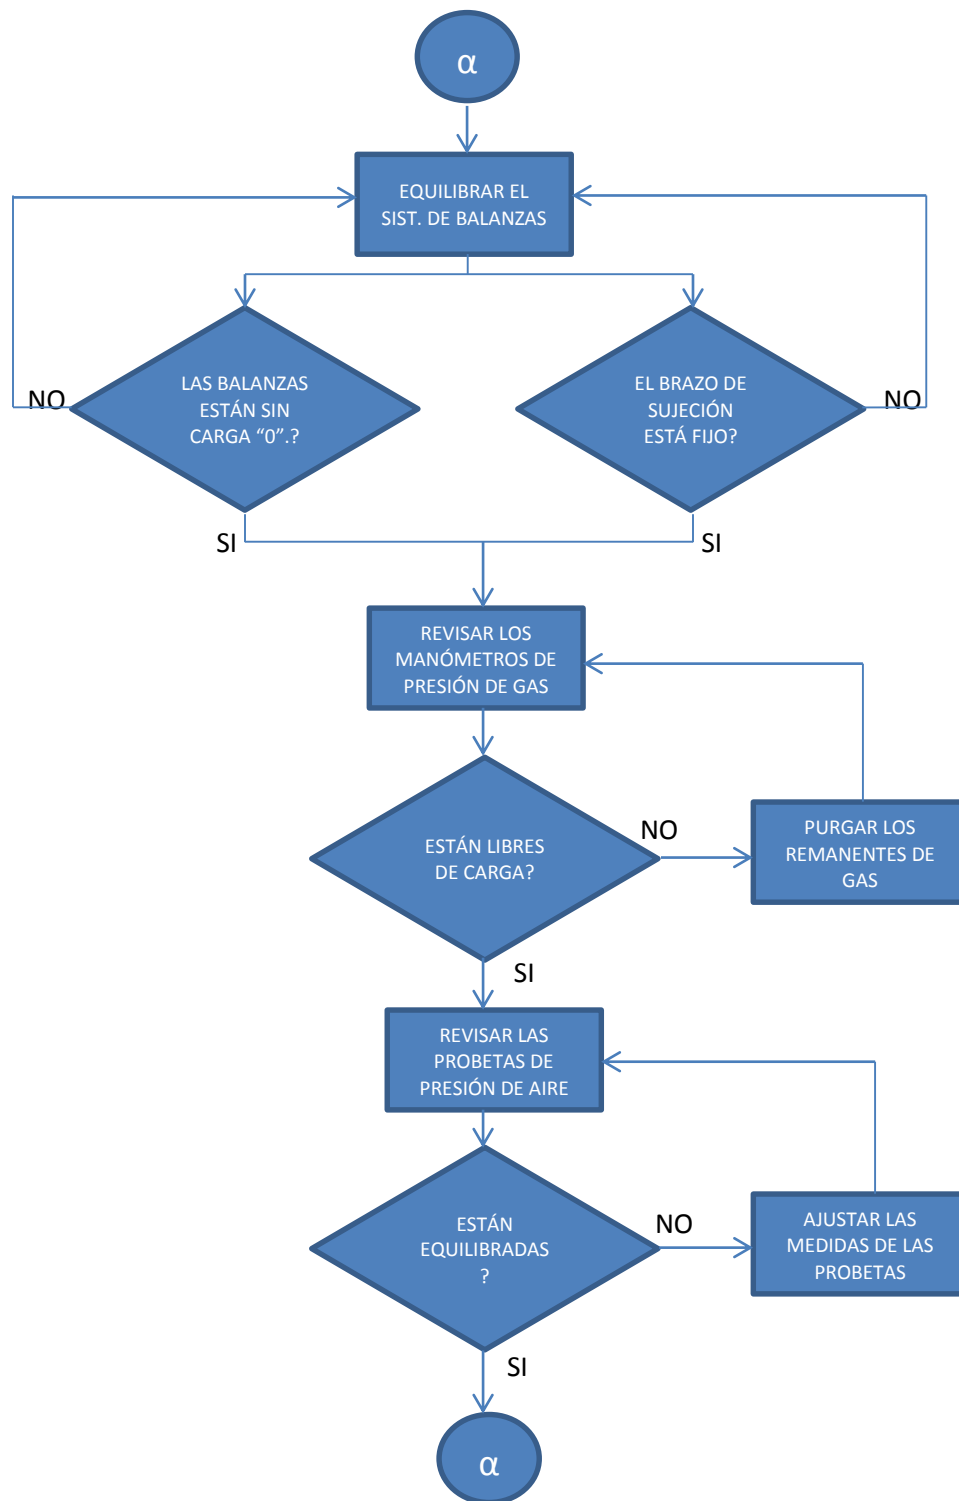 α
EQUILIBRAR EL
SIST. DE BALANZAS
LAS BALANZAS
ESTÁN SIN
CARGA “0”.?
NO
EL BRAZO DE
SUJECIÓN
ESTÁ FIJO?
NO
SI
SI
REVISAR LOS
MANÓMETROS DE
PRESIÓN DE GAS
ESTÁN LIBRES
DE CARGA?
NO
PURGAR LOS
REMANENTES DE
GAS
SI
REVISAR LAS
PROBETAS DE
PRESIÓN DE AIRE
ESTÁN
EQUILIBRADAS
?
NO
AJUSTAR LAS
MEDIDAS DE LAS
PROBETAS
SI
α